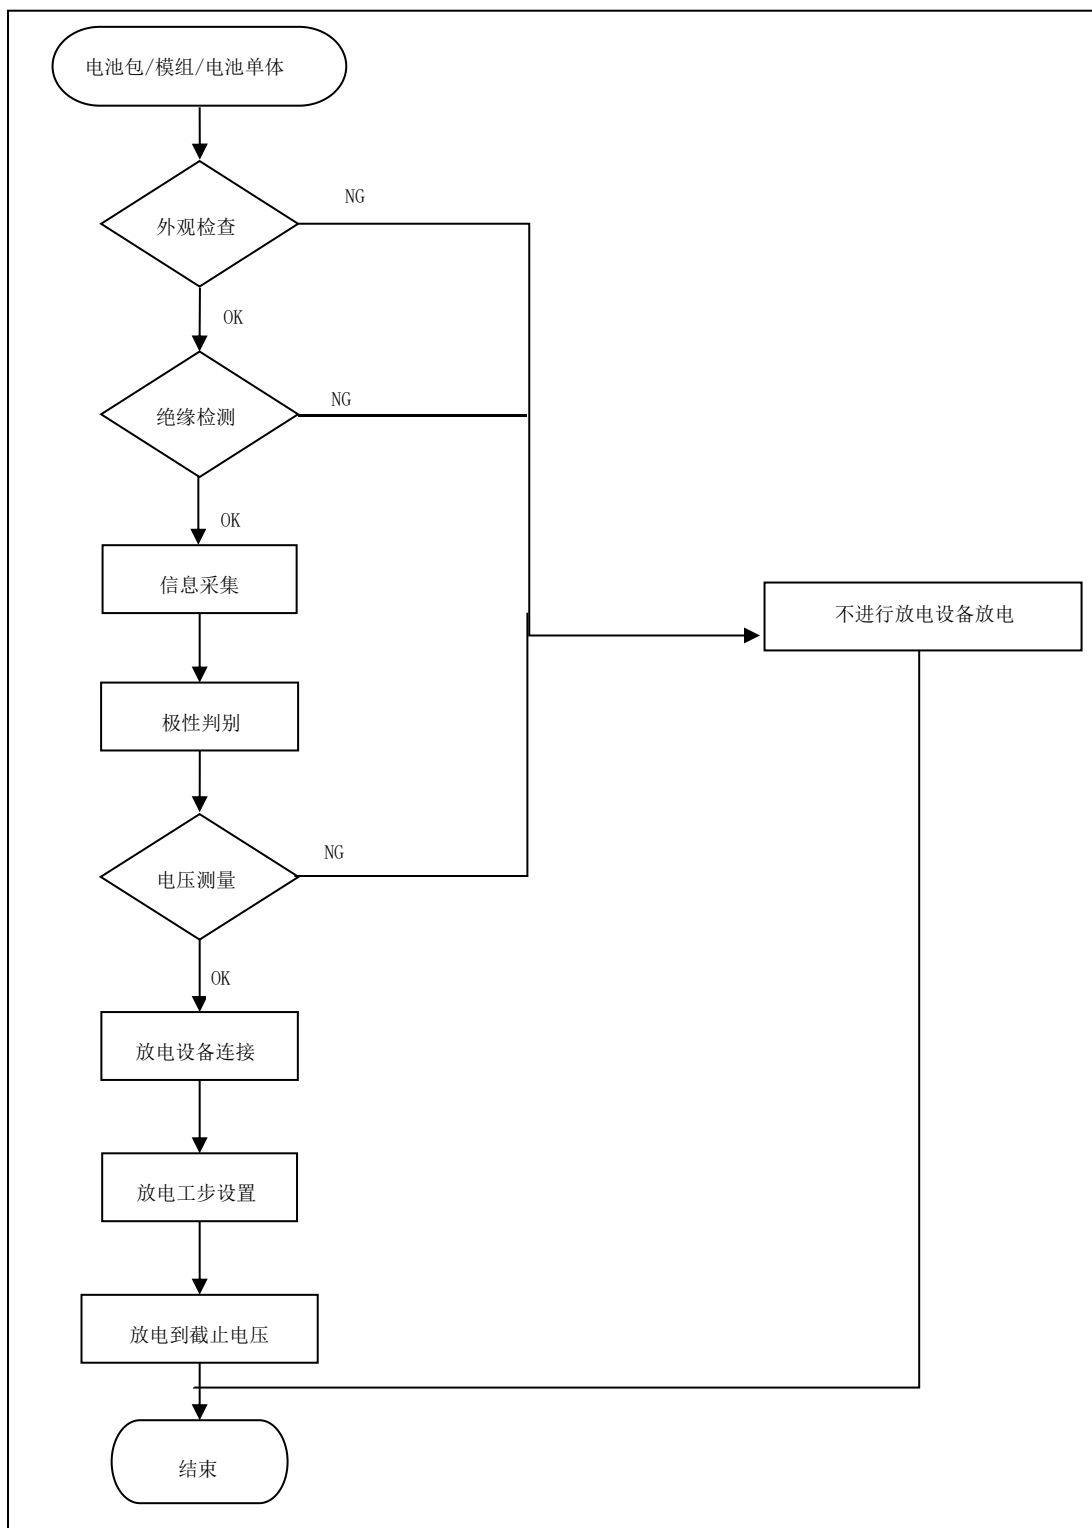 电池包/模组/电池单体
NG
外观检查
OK
NG
绝缘检测
OK
信息采集
不进行放电设备放电
极性判别
NG
电压测量
OK
放电设备连接
放电工步设置
放电到截止电压
结束